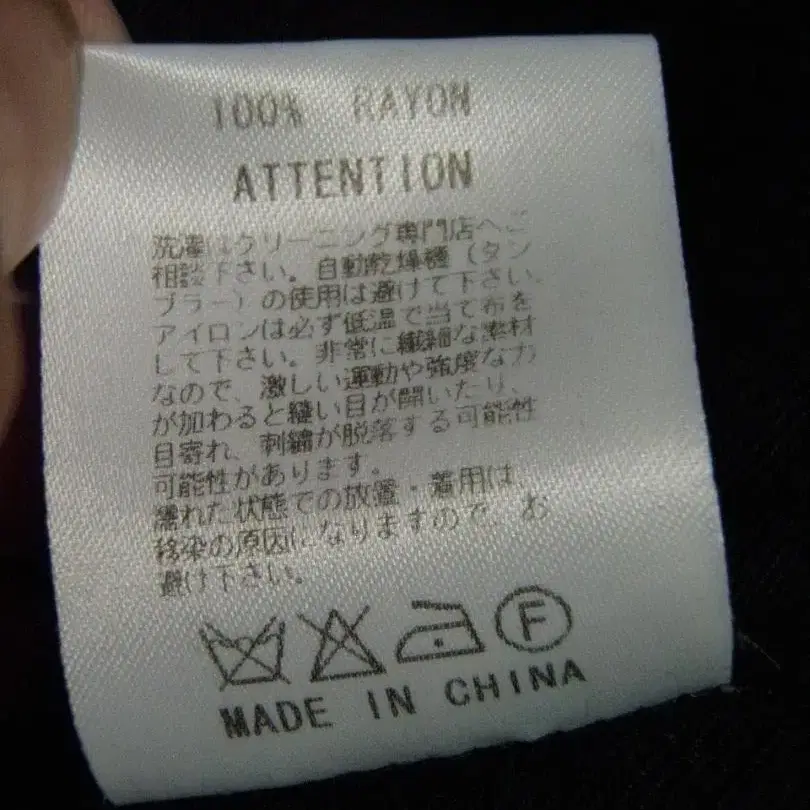 100% RAYON
ATTENTION
洗濯はクリーニング専門店へご
相談下さい。自動乾燥機（タン
ブラー）の使用は避けて下さい。
アイロンは必ず低温で当て布を
して下さい。非常に繊細な素材
なので、激しい運動や強度な力
が加わると縫い目が開いたり、
目寄れ、刺繍が脱落する可能性
可能性があります。
濡れた状態での放置・着用は、
移染の原因になりますので、お
避け下さい。
F
MADE IN CHINA